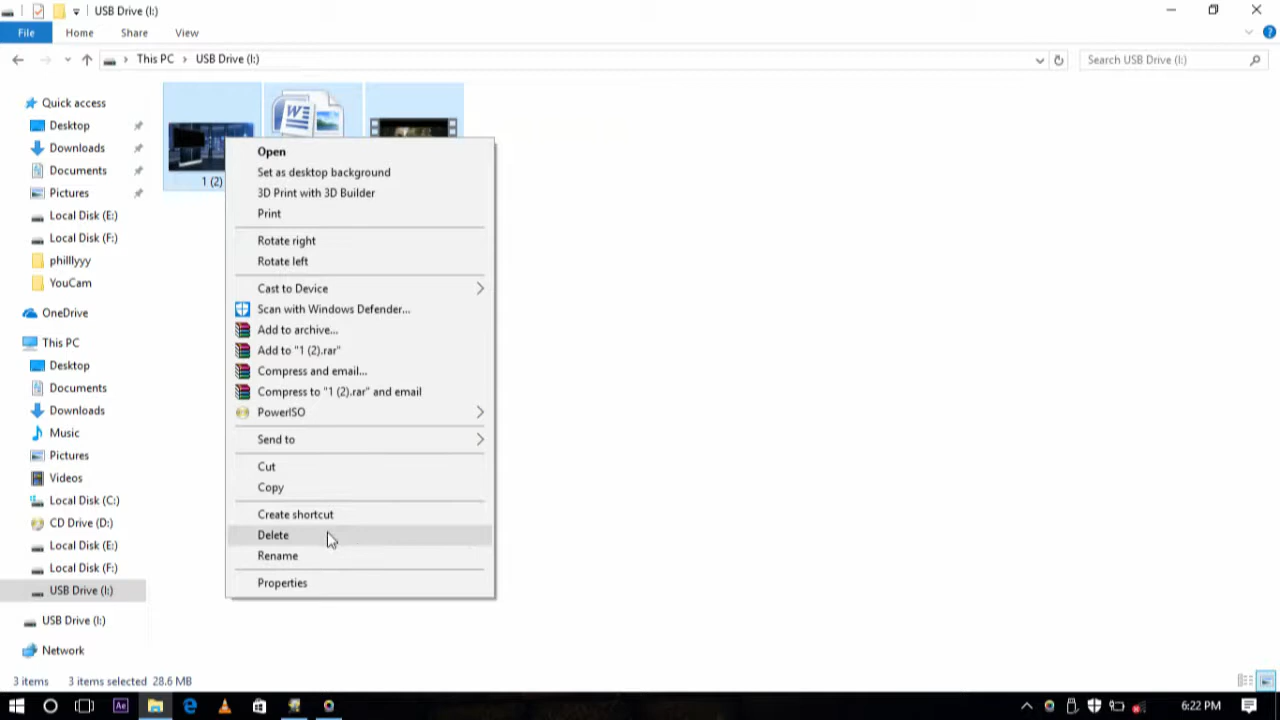 USB Drive (I:)
File
Home
Share
View
This PC
USB Drive (I:)
Search USB Drive (I:)
Quick access
Desktop
Downloads
Documents
Pictures
Local Disk (E:)
Local Disk (F:)
philllyyy
YouCam
OneDrive
This PC
Desktop
Documents
Downloads
Music
Pictures
Videos
Local Disk (C:)
CD Drive (D:)
Local Disk (E:)
Local Disk (F:)
USB Drive (I:)
USB Drive (I:)
Network
1 (2)
W
Open
Set as desktop background
3D Print with 3D Builder
Print
Rotate right
Rotate left
Cast to Device
Scan with Windows Defender...
Add to archive...
Add to "1 (2).rar"
Compress and email...
Compress to "1 (2).rar" and email
PowerISO
Send to
Cut
Copy
Create shortcut
Delete
Rename
Properties
3 items
3 items selected 28.6 MB
Ae
6:22 PM